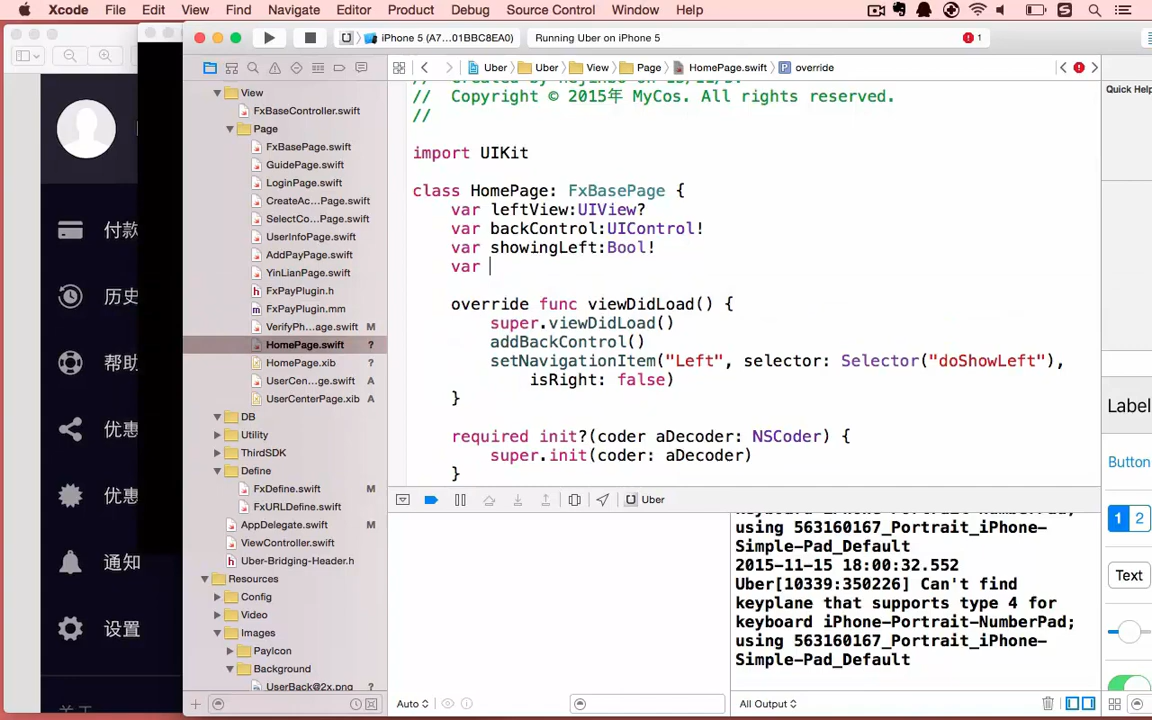 Xcode File Edit View Find Navigate Editor Product Debug Source Control Window Help
iPhone 5 (A7...01BBC8EA0) Running Uber on iPhone 5 1
Uber Uber View Page HomePage.swift override
View
FxBaseController.swift
Page
FxBasePage.swift
GuidePage.swift
LoginPage.swift
CreateAc...Page.swift
SelectCo...Page.swift
UserInfoPage.swift
AddPayPage.swift
YinLianPage.swift
FxPayPlugin.h
FxPayPlugin.mm
VerifyPh...age.swift M
HomePage.swift ?
HomePage.xib ?
UserCen...ge.swift A
UserCenterPage.xib A
DB
Utility
ThirdSDK
Define
FxDefine.swift M
FxURLDefine.swift
AppDelegate.swift M
ViewController.swift
Uber-Bridging-Header.h
Resources
Config
Video
Images
PayIcon
Background
UserBack@2x.png ?
付款
历史
帮助
优惠
优惠
通知
设置
// Copyright © 2015年 MyCos. All rights reserved.
//
import UIKit
class HomePage: FxBasePage {
var leftView:UIView?
var backControl:UIControl!
var showingLeft:Bool!
var
override func viewDidLoad() {
super.viewDidLoad()
addBackControl()
setNavigationItem("Left", selector: Selector("doShowLeft"),
isRight: false)
}
required init?(coder aDecoder: NSCoder) {
super.init(coder: aDecoder)
}
Uber
keyboard iPhone-Portrait-NumberPad;
using 563160167_Portrait_iPhone-
Simple-Pad_Default
2015-11-15 18:00:32.552
Uber[10339:350226] Can't find
keyplane that supports type 4 for
keyboard iPhone-Portrait-NumberPad;
using 563160167_Portrait_iPhone-
Simple-Pad_Default
Auto
All Output
Quick Help
Label
Button
1 2
Text